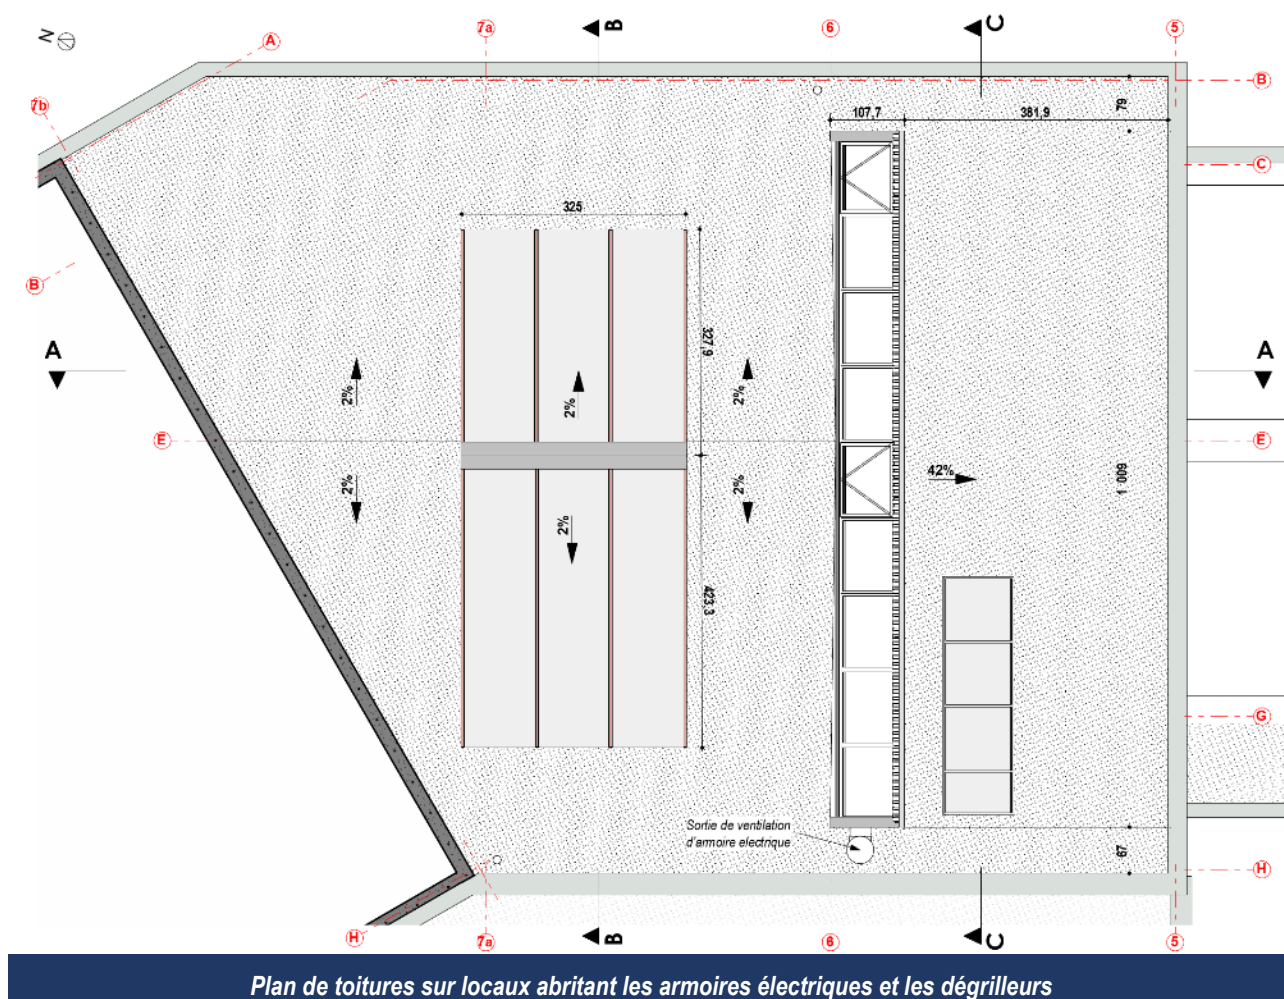 7a
B
6
C
5
N
A
B
7b
79
107,7
381,9
C
325
B
327,9
A
A
2%
2%
2%
E
E
42%
1 009
2%
2%
2%
423,3
G
Sortie de ventilation
d'armoire electrique
67
H
H
7a
B
6
C
5
Plan de toitures sur locaux abritant les armoires électriques et les dégrilleurs